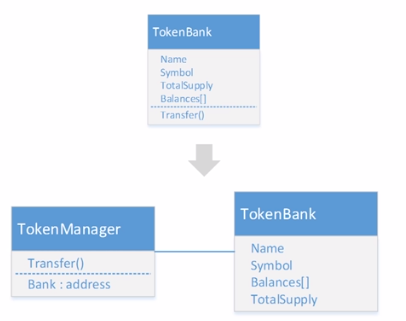 TokenBank
Name
Symbol
TotalSupply
Balances[]
Transfer()
TokenManager
Transfer()
Bank : address
TokenBank
Name
Symbol
Balances[]
TotalSupply